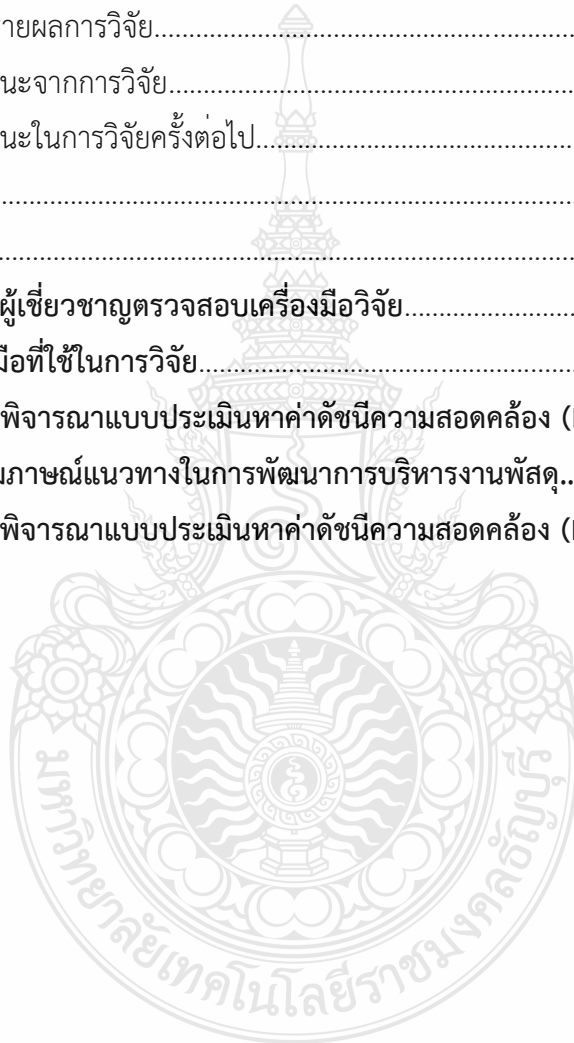 ายผลการวิจัย........................................................
นะจากการวิจัย........................................................
นะในการวิจัยครั้งต่อไป........................................................
........................................................
........................................................
ผู้เชี่ยวชาญตรวจสอบเครื่องมือวิจัย........................................................
มือที่ใช้ในการวิจัย........................................................
พิจารณาแบบประเมินหาค่าดัชนีความสอดคล้อง (
มภาษณ์แนวทางในการพัฒนาการบริหารงานพัสดุ..
พิจารณาแบบประเมินหาค่าดัชนีความสอดคล้อง (
มหาวิทยาลัยเทคโนโลยีราชมงคลธัญบุรี